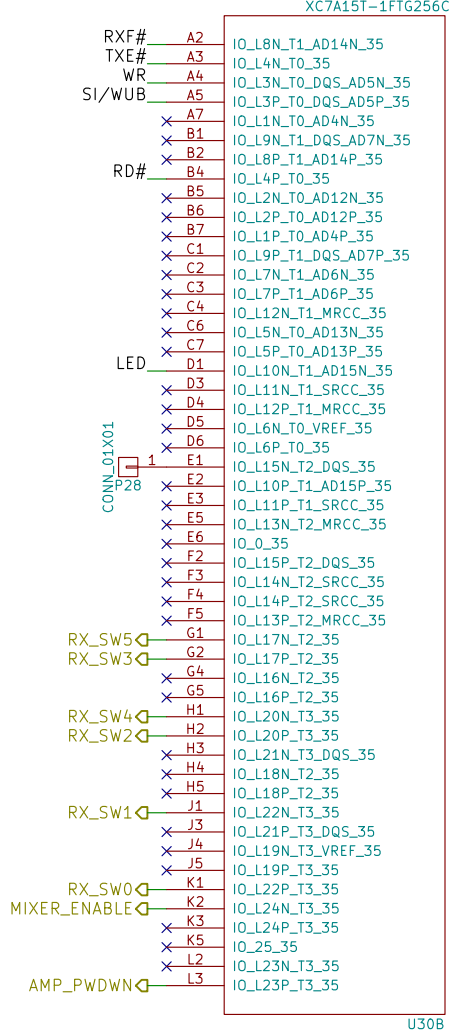 XC7A15T-1FTG256C
RXF# A2 IO_L8N_T1_AD14N_35
TXE# A3 IO_L4N_T0_35
WR A4 IO_L3N_T0_DQS_AD5N_35
SI/WUB A5 IO_L3P_T0_DQS_AD5P_35
A7 IO_L1N_T0_AD4N_35
B1 IO_L9N_T1_DQS_AD7N_35
B2 IO_L8P_T1_AD14P_35
RD# B4 IO_L4P_T0_35
B5 IO_L2N_T0_AD12N_35
B6 IO_L2P_T0_AD12P_35
B7 IO_L1P_T0_AD4P_35
C1 IO_L9P_T1_DQS_AD7P_35
C2 IO_L7N_T1_AD6N_35
C3 IO_L7P_T1_AD6P_35
C4 IO_L12N_T1_MRCC_35
C6 IO_L5N_T0_AD13N_35
C7 IO_L5P_T0_AD13P_35
LED D1 IO_L10N_T1_AD15N_35
D3 IO_L11N_T1_SRCC_35
D4 IO_L12P_T1_MRCC_35
D5 IO_L6N_T0_VREF_35
D6 IO_L6P_T0_35
CONN_01X01
1 E1 IO_L15N_T2_DQS_35
P28
E2 IO_L10P_T1_AD15P_35
E3 IO_L11P_T1_SRCC_35
E5 IO_L13N_T2_MRCC_35
E6 IO_0_35
F2 IO_L15P_T2_DQS_35
F3 IO_L14N_T2_SRCC_35
F4 IO_L14P_T2_SRCC_35
F5 IO_L13P_T2_MRCC_35
RX_SW5 G1 IO_L17N_T2_35
RX_SW3 G2 IO_L17P_T2_35
G4 IO_L16N_T2_35
G5 IO_L16P_T2_35
RX_SW4 H1 IO_L20N_T3_35
RX_SW2 H2 IO_L20P_T3_35
H3 IO_L21N_T3_DQS_35
H4 IO_L18N_T2_35
H5 IO_L18P_T2_35
RX_SW1 J1 IO_L22N_T3_35
J3 IO_L21P_T3_DQS_35
J4 IO_L19N_T3_VREF_35
J5 IO_L19P_T3_35
RX_SW0 K1 IO_L22P_T3_35
MIXER_ENABLE K2 IO_L24N_T3_35
K3 IO_L24P_T3_35
K5 IO_25_35
L2 IO_L23N_T3_35
AMP_PWDWN L3 IO_L23P_T3_35
U30B